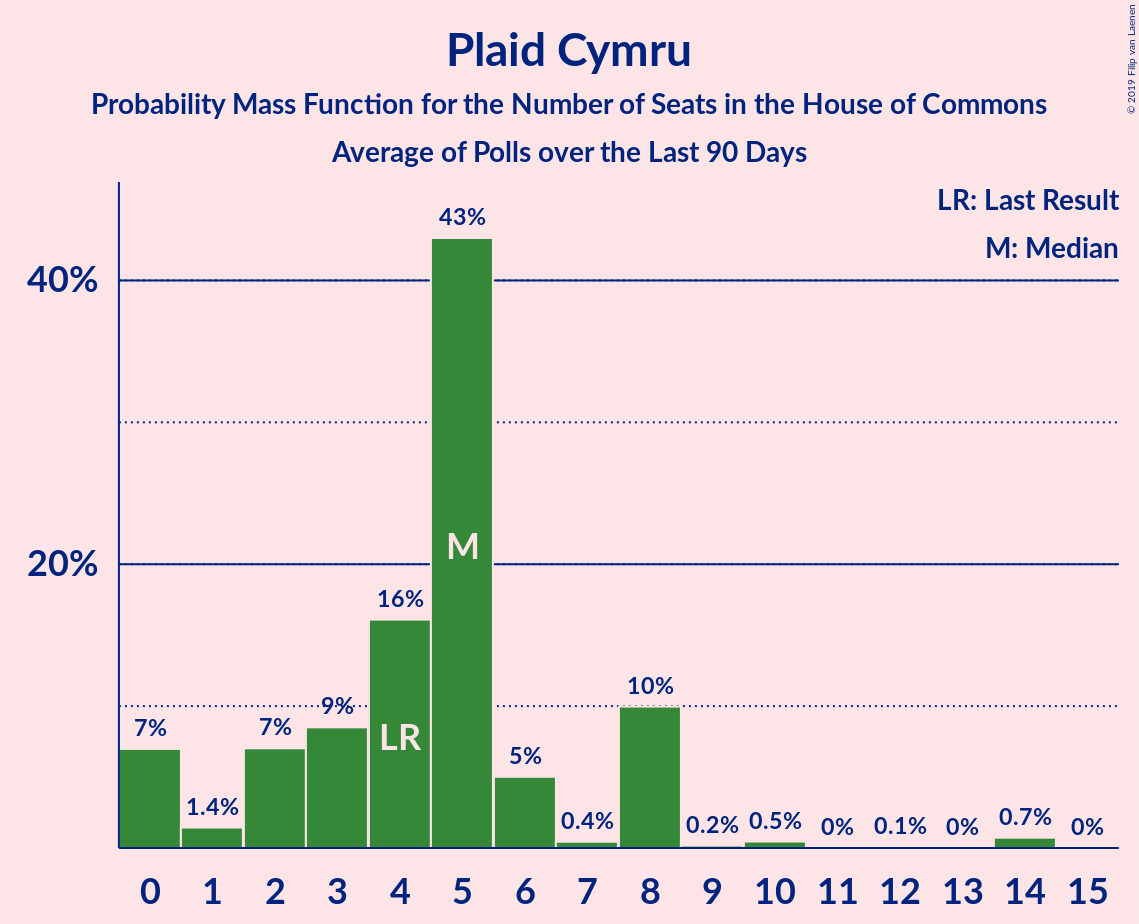 Plaid Cymru
Probability Mass Function for the Number of Seats in the House of Commons
Average of Polls over the Last 90 Days
© 2019 Filip van Laenen
LR: Last Result
M: Median
40%
20%
7%
1.4%
7%
9%
16%
43%
5%
0.4%
10%
0.2%
0.5%
0%
0.1%
0%
0.7%
0%
LR
M
0 1 2 3 4 5 6 7 8 9 10 11 12 13 14 15